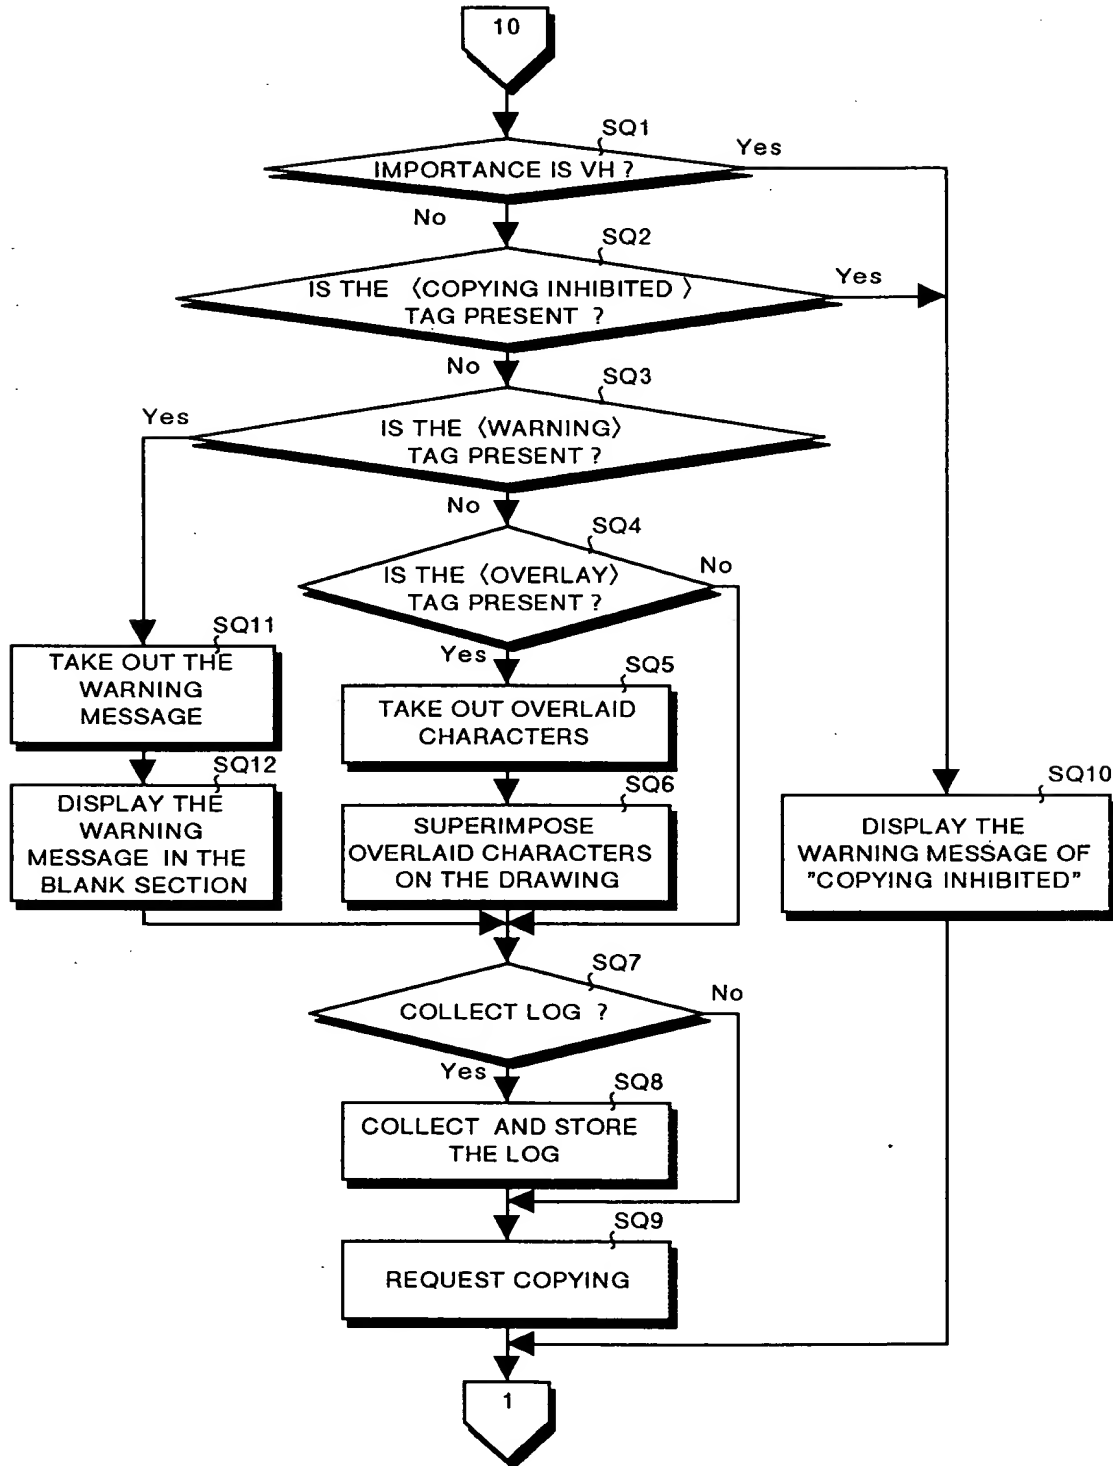 10
SQ1
IMPORTANCE IS VH ?
Yes
No
SQ2
IS THE 〈COPYING INHIBITED 〉
TAG PRESENT ?
Yes
No
SQ3
IS THE 〈WARNING〉
TAG PRESENT ?
Yes
No
SQ4
IS THE 〈OVERLAY〉
TAG PRESENT ?
No
Yes
SQ11
TAKE OUT THE
WARNING
MESSAGE
SQ5
TAKE OUT OVERLAID
CHARACTERS
SQ12
DISPLAY THE
WARNING
MESSAGE IN THE
BLANK SECTION
SQ6
SUPERIMPOSE
OVERLAID CHARACTERS
ON THE DRAWING
SQ10
DISPLAY THE
WARNING MESSAGE OF
"COPYING INHIBITED"
SQ7
COLLECT LOG ?
No
Yes
SQ8
COLLECT AND STORE
THE LOG
SQ9
REQUEST COPYING
1